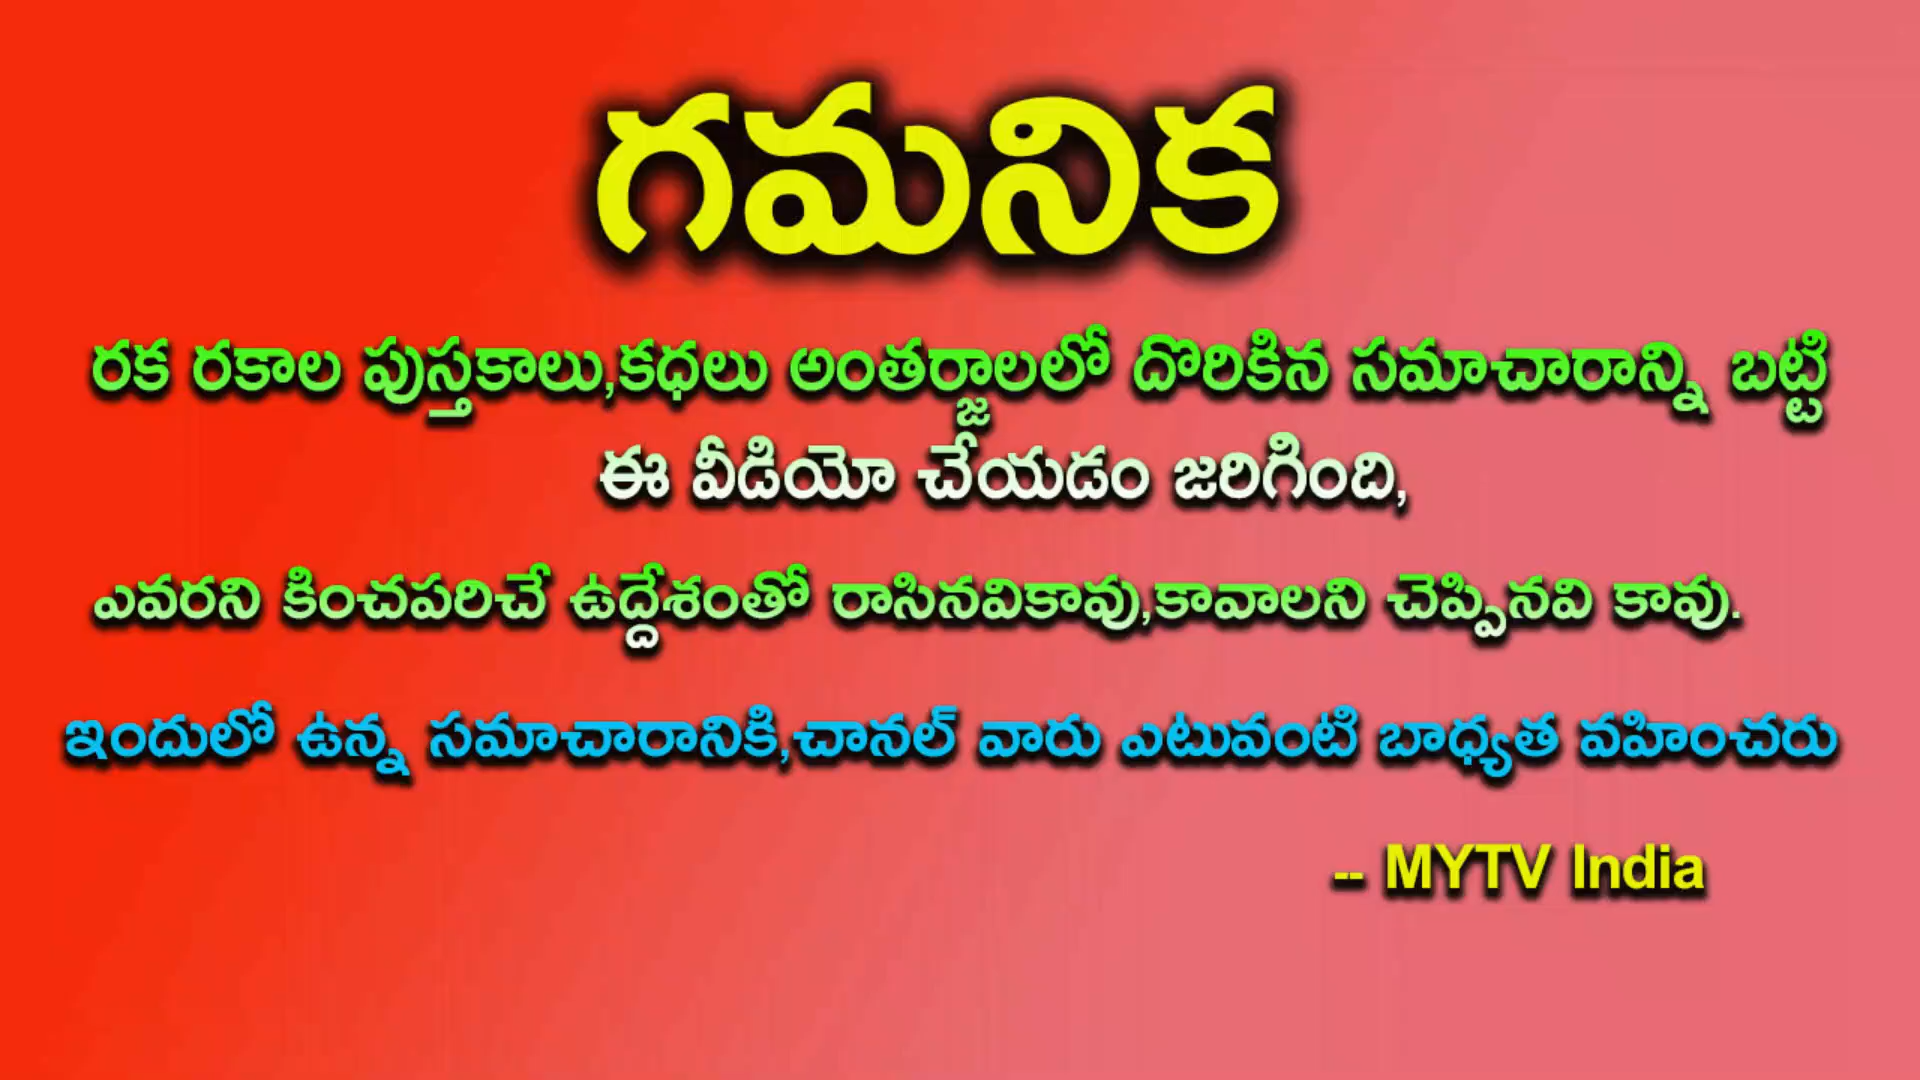 గమనిక
రక రకాల పుస్తకాలు,కధలు అంతర్జాలలో దొరికిన సమాచారాన్ని బట్టి
ఈ వీడియో చేయడం జరిగింది,
ఎవరని కించపరిచే ఉద్దేశంతో రాసినవికావు,కావాలని చెప్పినవి కావు.
ఇందులో ఉన్న సమాచారానికి,చానల్ వారు ఎటువంటి బాధ్యత వహించరు
-- MYTV India